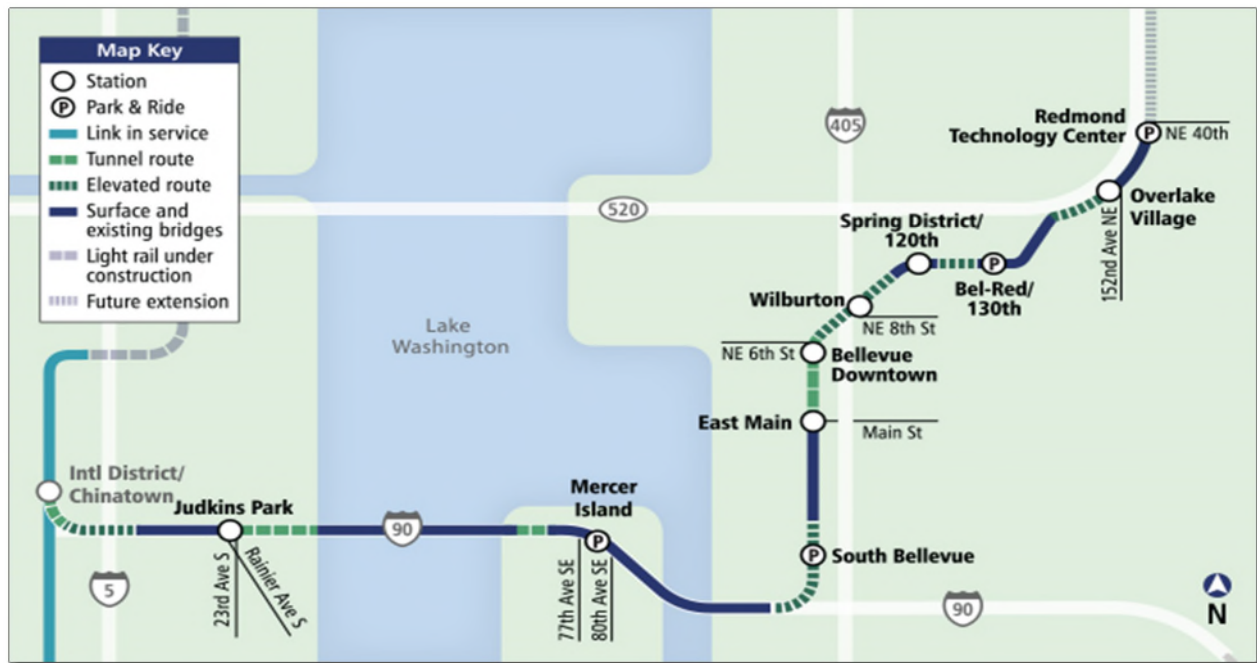 Map Key
Station
P Park & Ride
Link in service
Tunnel route
Elevated route
Surface and
existing bridges
Light rail under
construction
Future extension
405
520
Redmond
Technology Center
P
NE 40th
Overlake
Village
152nd Ave NE
Spring District/
120th
P
Bel-Red/
130th
Wilburton
NE 8th St
NE 6th St
Bellevue
Downtown
East Main
Main St
Lake
Washington
Intl District/
Chinatown
Judkins Park
23rd Ave S
Rainier Ave S
5
90
Mercer
Island
P
77th Ave SE
80th Ave SE
P
South Bellevue
90
N